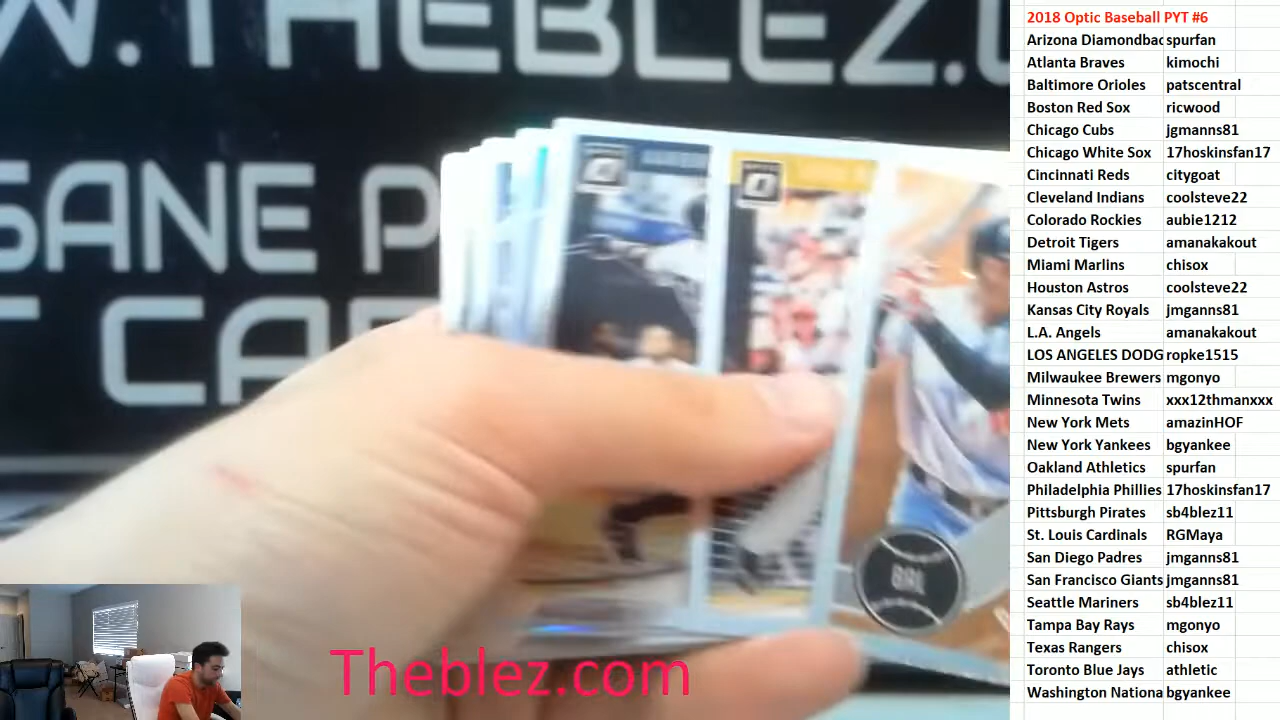 W.THEBLEZ.C
SANE P
T CAR
BAL
Theblez.com
2018 Optic Baseball PYT #6
Arizona Diamondbac spurfan
Atlanta Braves kimochi
Baltimore Orioles patscentral
Boston Red Sox ricwood
Chicago Cubs jgmanns81
Chicago White Sox 17hoskinsfan17
Cincinnati Reds citygoat
Cleveland Indians coolsteve22
Colorado Rockies aubie1212
Detroit Tigers amanakakout
Miami Marlins chisox
Houston Astros coolsteve22
Kansas City Royals jmganns81
L.A. Angels amanakakout
LOS ANGELES DODG ropke1515
Milwaukee Brewers mgonyo
Minnesota Twins xxx12thmanxxx
New York Mets amazinHOF
New York Yankees bgyankee
Oakland Athletics spurfan
Philadelphia Phillies 17hoskinsfan17
Pittsburgh Pirates sb4blez11
St. Louis Cardinals RGMaya
San Diego Padres jmganns81
San Francisco Giants jmganns81
Seattle Mariners sb4blez11
Tampa Bay Rays mgonyo
Texas Rangers chisox
Toronto Blue Jays athletic
Washington Nationa bgyankee